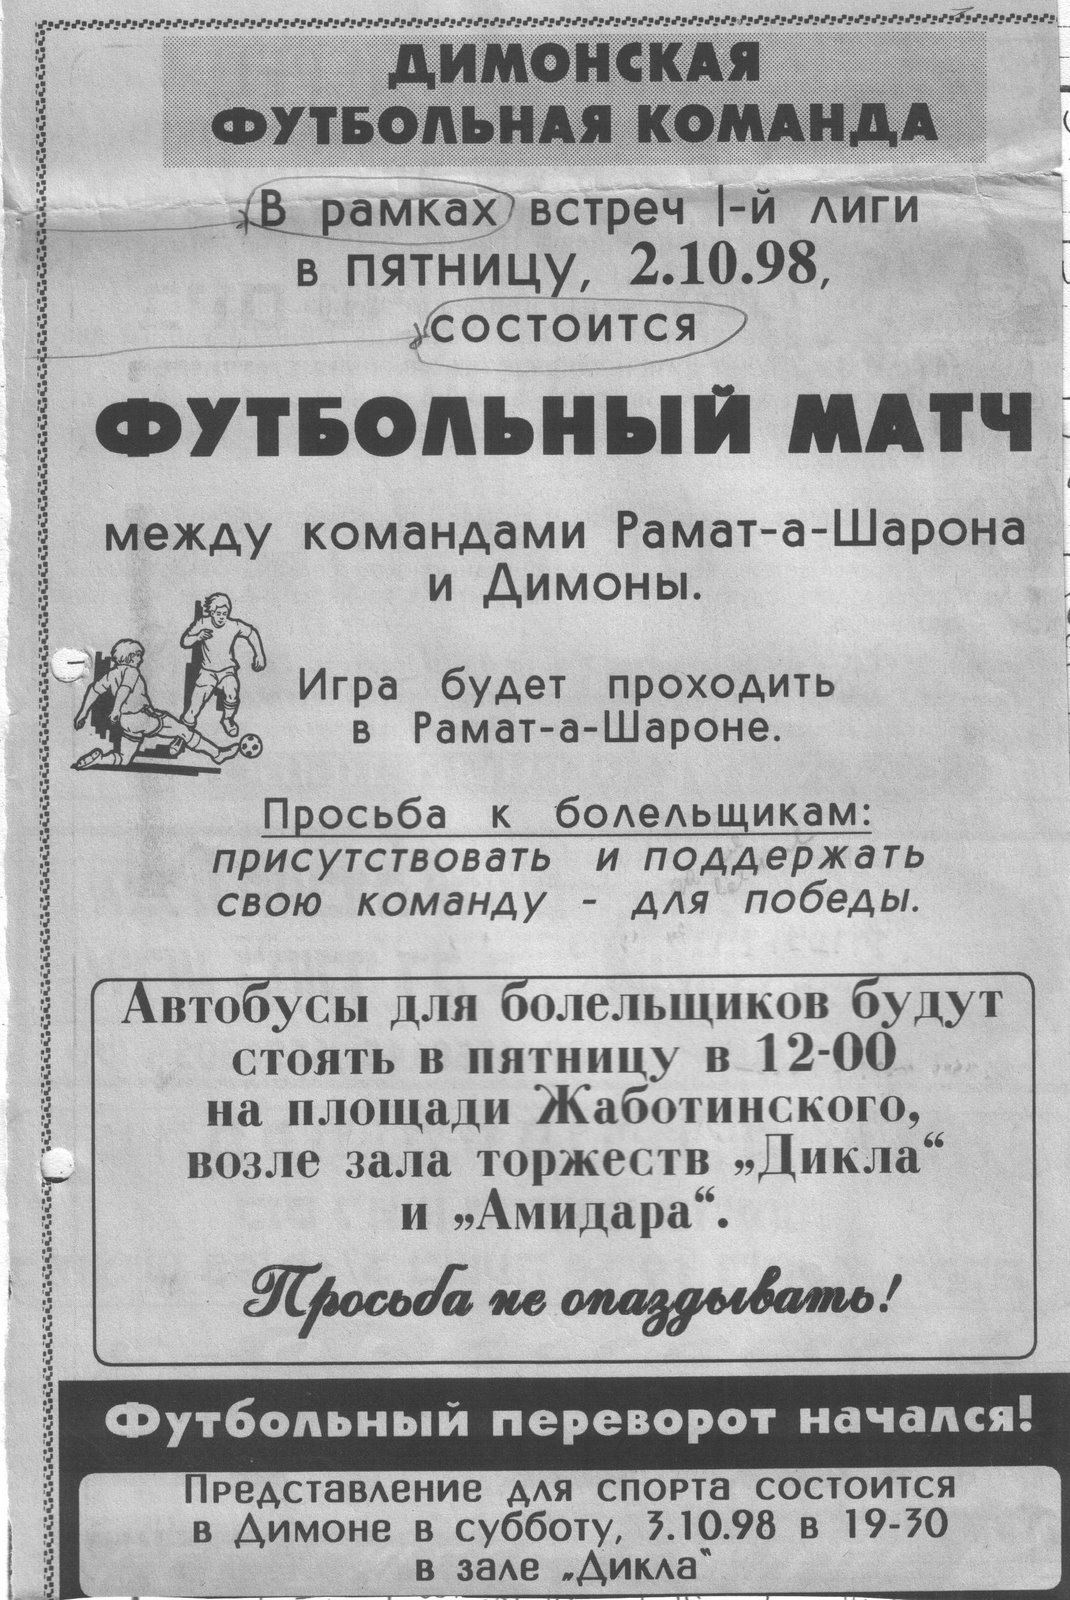 ДИМОНСКАЯ
ФУТБОЛЬНАЯ КОМАНДА
В рамках встреч I-й лиги
в пятницу, 2.10.98,
состоится
ФУТБОЛЬНЫЙ МАТЧ
между командами Рамат-а-Шарона
и Димоны.
Игра будет проходить
в Рамат-а-Шароне.
Просьба к болельщикам:
присутствовать и поддержать
свою команду - для победы.
Автобусы для болельщиков будут
стоять в пятницу в 12-00
на площади Жаботинского,
возле зала торжеств „Дикла“
и „Амидара“.
Просьба не опаздывать!
Футбольный переворот начался!
Представление для спорта состоится
в Димоне в субботу, 3.10.98 в 19-30
в зале „Дикла“